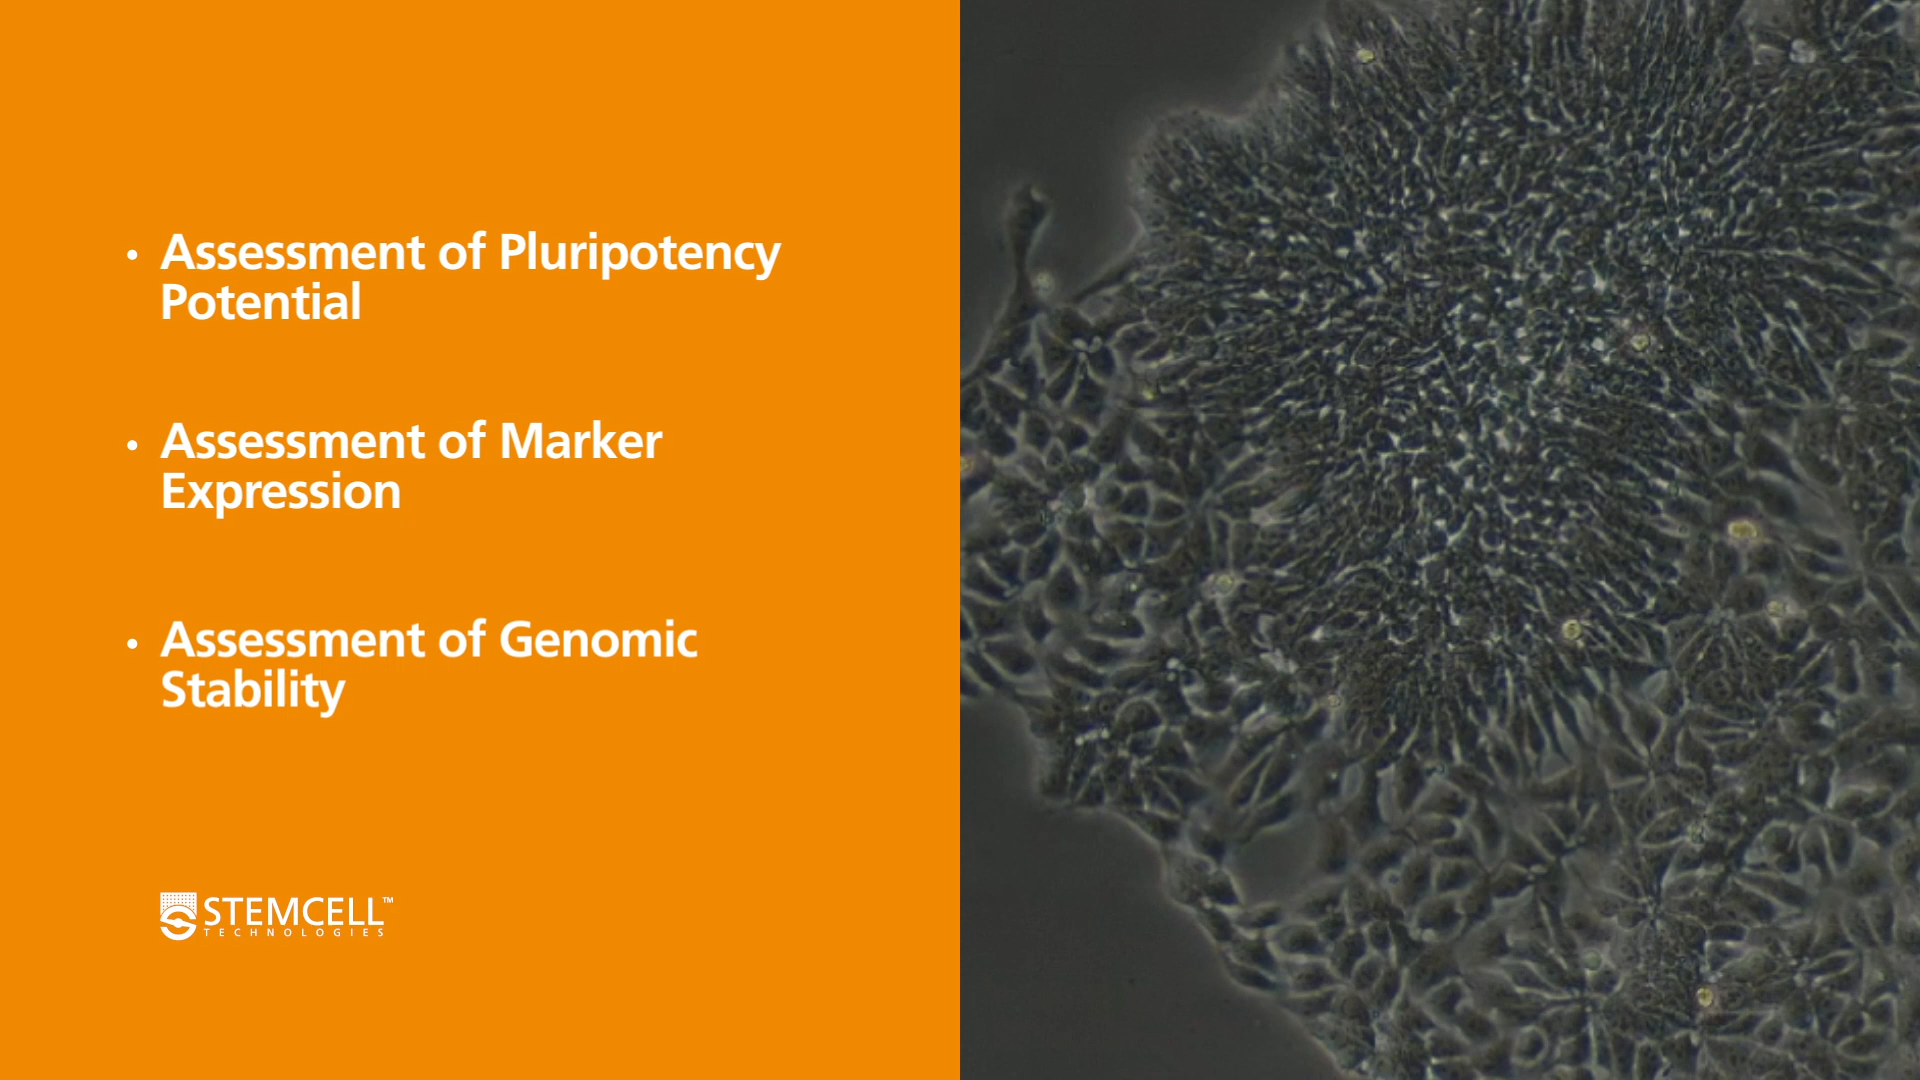 • Assessment of Pluripotency
Potential
• Assessment of Marker
Expression
• Assessment of Genomic
Stability
STEMCELL™
TECHNOLOGIES